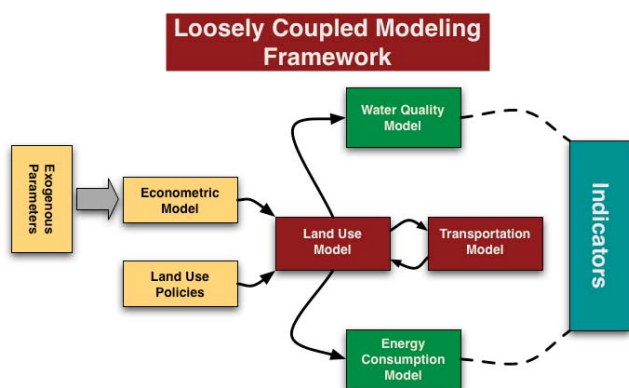 Loosely Coupled Modeling
Framework
Water Quality
Model
Exogenous
Parameters
Econometric
Model
Land Use
Model
Transportation
Model
Land Use
Policies
Energy
Consumption
Model
Indicators